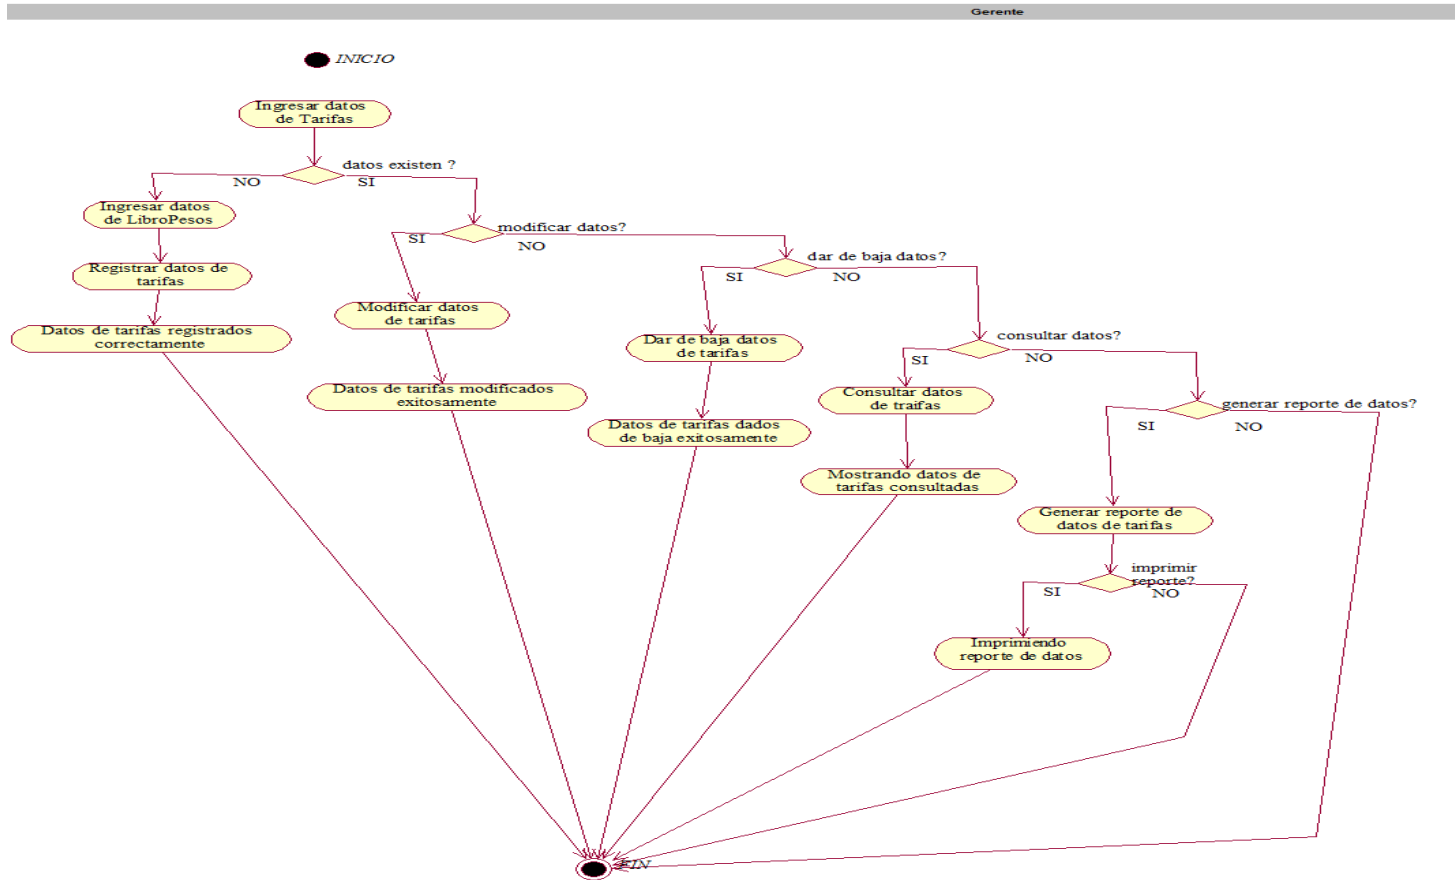 Gerente
INICIO
Ingresar datos
de Tarifas
datos existen ?
NO
SI
Ingresar datos
de LibroPesos
modificar datos?
SI
NO
dar de baja datos?
SI
NO
Registrar datos de
tarifas
Modificar datos
de tarifas
Datos de tarifas registrados
correctamente
Dar de baja datos
de tarifas
consultar datos?
SI
NO
Datos de tarifas modificados
exitosamente
Consultar datos
de traifas
generar reporte de datos?
SI
NO
Datos de tarifas dados
de baja exitosamente
Mostrando datos de
tarifas consultadas
Generar reporte de
datos de tarifas
imprimir
reporte?
SI
NO
Imprimiendo
reporte de datos
FIN